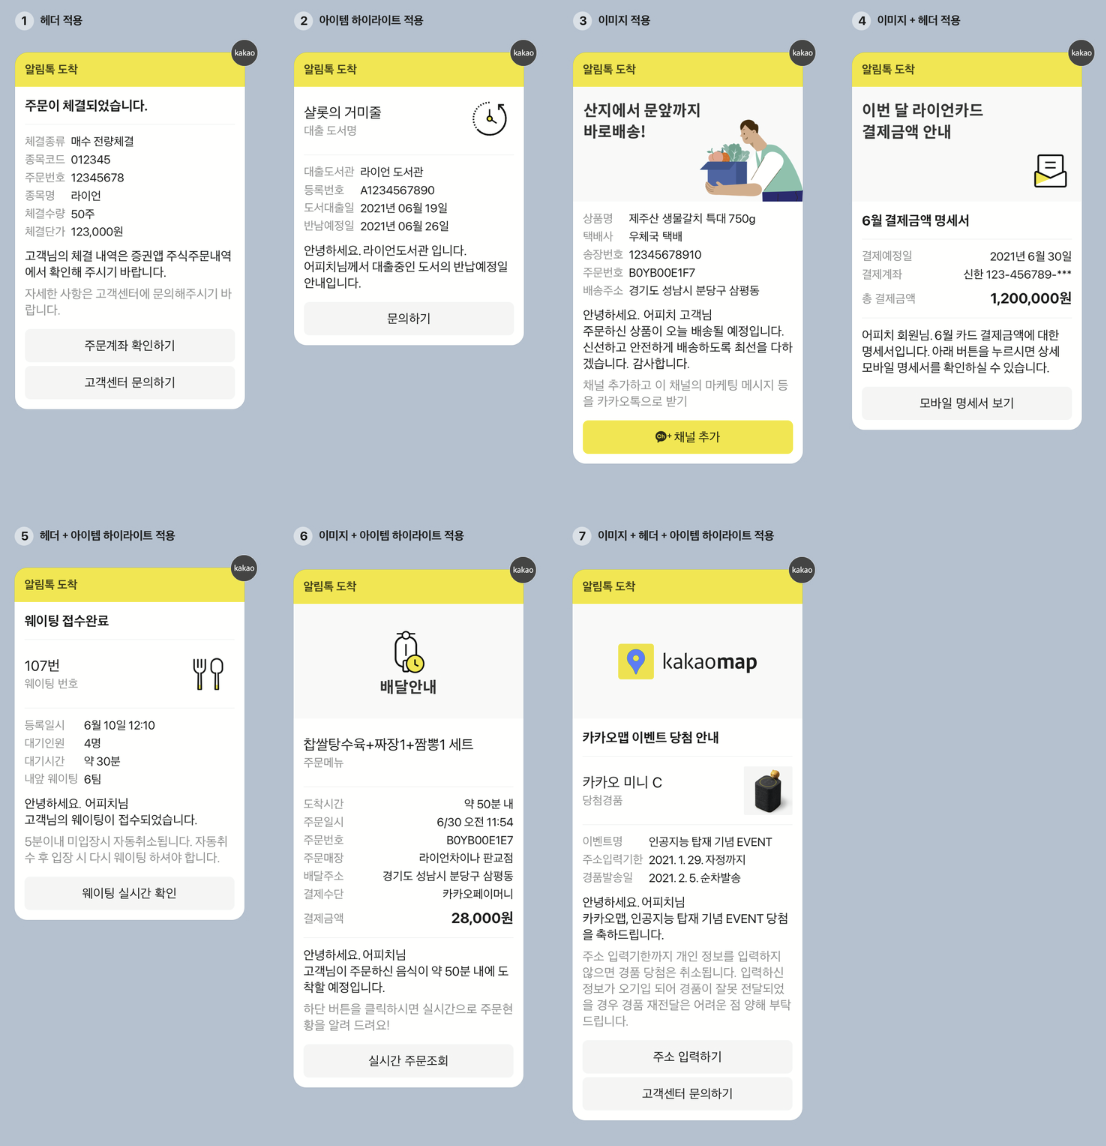 1 헤더 적용
kakao
알림톡 도착
주문이 체결되었습니다.
체결종류 매수 전량체결
종목코드 012345
주문번호 12345678
종목명 라이언
체결수량 50주
체결단가 123,000원
고객님의 체결 내역은 증권앱 주식주문내역
에서 확인해 주시기 바랍니다.
자세한 사항은 고객센터에 문의해주시기 바
랍니다.
주문계좌 확인하기
고객센터 문의하기
2 아이템 하이라이트 적용
kakao
알림톡 도착
샬롯의 거미줄
대출 도서명
대출도서관 라이언 도서관
등록번호 A1234567890
도서대출일 2021년 06월 19일
반납예정일 2021년 06월 26일
안녕하세요. 라이언도서관 입니다.
어피치님께서 대출중인 도서의 반납예정일
안내입니다.
문의하기
3 이미지 적용
kakao
알림톡 도착
산지에서 문앞까지
바로배송!
상품명 제주산 생물갈치 특대 750g
택배사 우체국 택배
송장번호 12345678910
주문번호 B0YB00E1F7
배송주소 경기도 성남시 분당구 삼평동
안녕하세요. 어피치 고객님
주문하신 상품이 오늘 배송될 예정입니다.
신선하고 안전하게 배송하도록 최선을 다하
겠습니다. 감사합니다.
채널 추가하고 이 채널의 마케팅 메시지 등
을 카카오톡으로 받기
Ch+ 채널 추가
4 이미지 + 헤더 적용
kakao
알림톡 도착
이번 달 라이언카드
결제금액 안내
6월 결제금액 명세서
결제예정일 2021년 6월 30일
결제계좌 신한 123-456789-***
총 결제금액 1,200,000원
어피치 회원님. 6월 카드 결제금액에 대한
명세서입니다. 아래 버튼을 누르시면 상세
모바일 명세서를 확인하실 수 있습니다.
모바일 명세서 보기
5 헤더 + 아이템 하이라이트 적용
kakao
알림톡 도착
웨이팅 접수완료
107번
웨이팅 번호
등록일시 6월 10일 12:10
대기인원 4명
대기시간 약 30분
내앞 웨이팅 6팀
안녕하세요. 어피치님
고객님의 웨이팅이 접수되었습니다.
5분이내 미입장시 자동취소됩니다. 자동취
수 후 입장 시 다시 웨이팅 하셔야 합니다.
웨이팅 실시간 확인
6 이미지 + 아이템 하이라이트 적용
kakao
알림톡 도착
배달안내
찹쌀탕수육+짜장1+짬뽕1 세트
주문메뉴
도착시간 약 50분 내
주문일시 6/30 오전 11:54
주문번호 B0YB00E1E7
주문매장 라이언차이나 판교점
배달주소 경기도 성남시 분당구 삼평동
결제수단 카카오페이머니
결제금액 28,000원
안녕하세요. 어피치님
고객님이 주문하신 음식이 약 50분 내에 도
착할 예정입니다.
하단 버튼을 클릭하시면 실시간으로 주문현
황을 알려 드려요!
실시간 주문조회
7 이미지 + 헤더 + 아이템 하이라이트 적용
kakao
알림톡 도착
kakaomap
카카오맵 이벤트 당첨 안내
카카오 미니 C
당첨경품
이벤트명 인공지능 탑재 기념 EVENT
주소입력기한 2021. 1. 29. 자정까지
경품발송일 2021. 2. 5. 순차발송
안녕하세요. 어피치님
카카오맵, 인공지능 탑재 기념 EVENT 당첨
을 축하드립니다.
주소 입력기한까지 개인 정보를 입력하지
않으면 경품 당첨은 취소됩니다. 입력하신
정보가 오기입 되어 경품이 잘못 전달되었
을 경우 경품 재전달은 어려운 점 양해 부탁
드립니다.
주소 입력하기
고객센터 문의하기